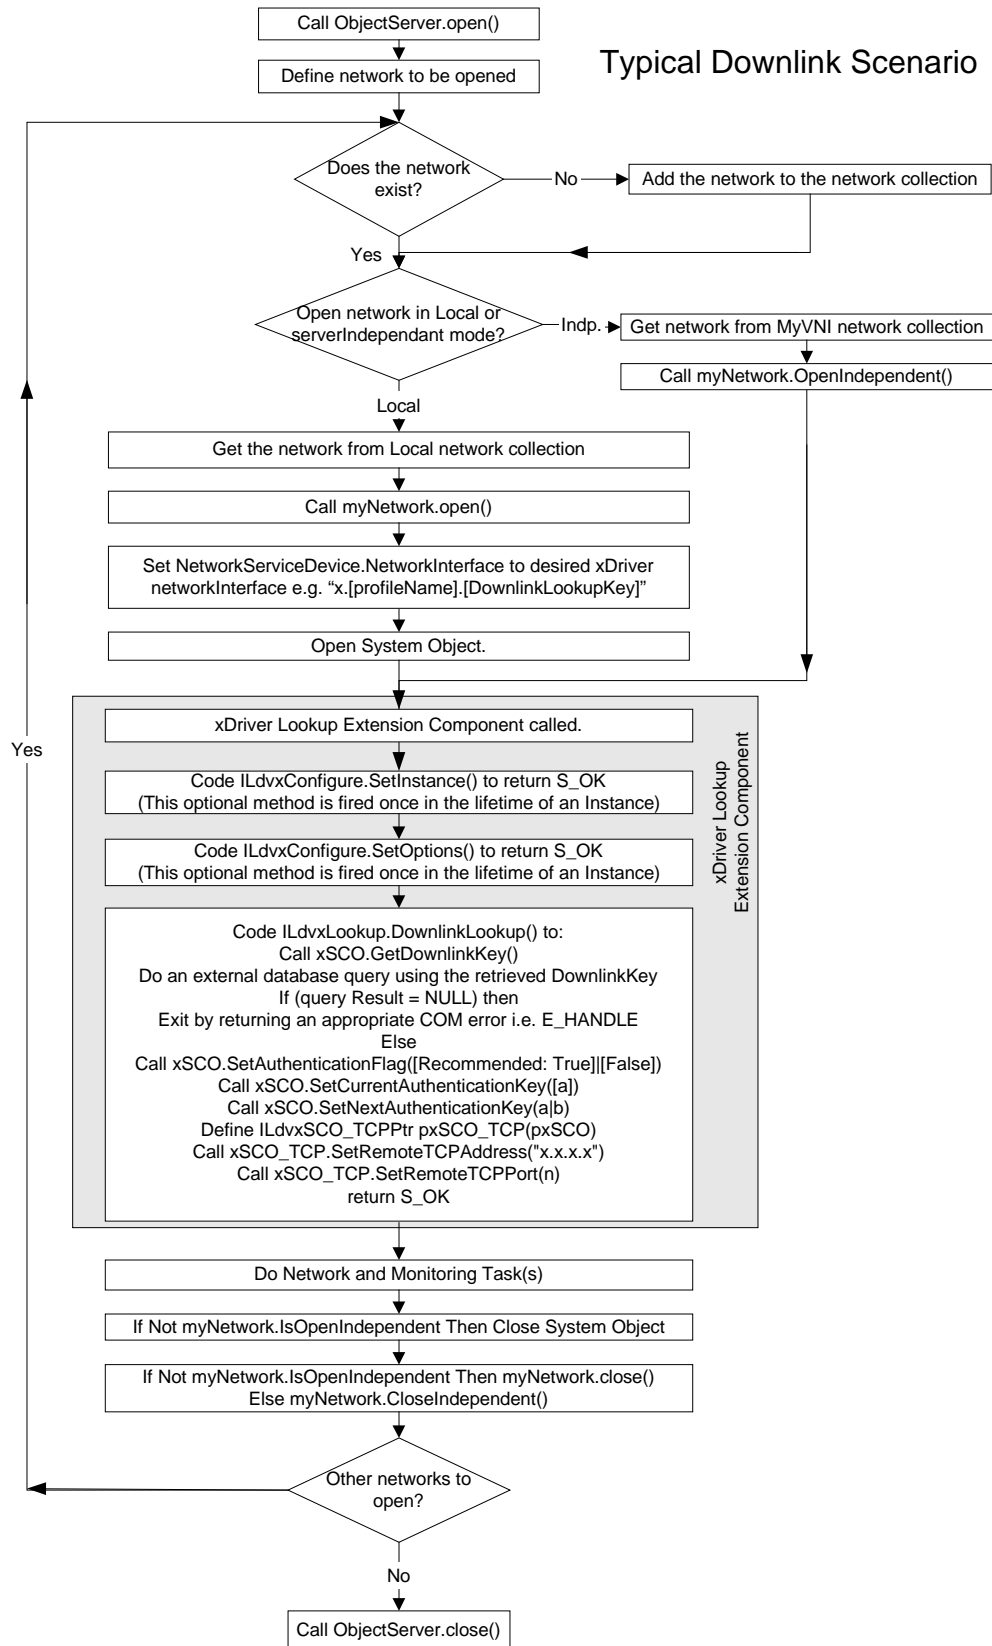 Call ObjectServer.open()
Typical Downlink Scenario
Define network to be opened
Does the network
exist?
No
Add the network to the network collection
Yes
Open network in Local or
serverIndependant mode?
Indp.
Get network from MyVNI network collection
Call myNetwork.OpenIndependent()
Local
Get the network from Local network collection
Call myNetwork.open()
Set NetworkServiceDevice.NetworkInterface to desired xDriver
networkInterface e.g. “x.[profileName].[DownlinkLookupKey]”
Open System Object.
xDriver Lookup Extension Component called.
Yes
xDriver Lookup
Extension Component
Code ILdvxConfigure.SetInstance() to return S_OK
(This optional method is fired once in the lifetime of an Instance)
Code ILdvxConfigure.SetOptions() to return S_OK
(This optional method is fired once in the lifetime of an Instance)
Code ILdvxLookup.DownlinkLookup() to:
Call xSCO.GetDownlinkKey()
Do an external database query using the retrieved DownlinkKey
If (query Result = NULL) then
Exit by returning an appropriate COM error i.e. E_HANDLE
Else
Call xSCO.SetAuthenticationFlag([Recommended: True]|[False])
Call xSCO.SetCurrentAuthenticationKey([a])
Call xSCO.SetNextAuthenticationKey(a|b)
Define ILdvxSCO_TCPPtr pxSCO_TCP(pxSCO)
Call xSCO_TCP.SetRemoteTCPAddress("x.x.x.x")
Call xSCO_TCP.SetRemoteTCPPort(n)
return S_OK
Do Network and Monitoring Task(s)
If Not myNetwork.IsOpenIndependent Then Close System Object
If Not myNetwork.IsOpenIndependent Then myNetwork.close()
Else myNetwork.CloseIndependent()
Other networks to
open?
No
Call ObjectServer.close()